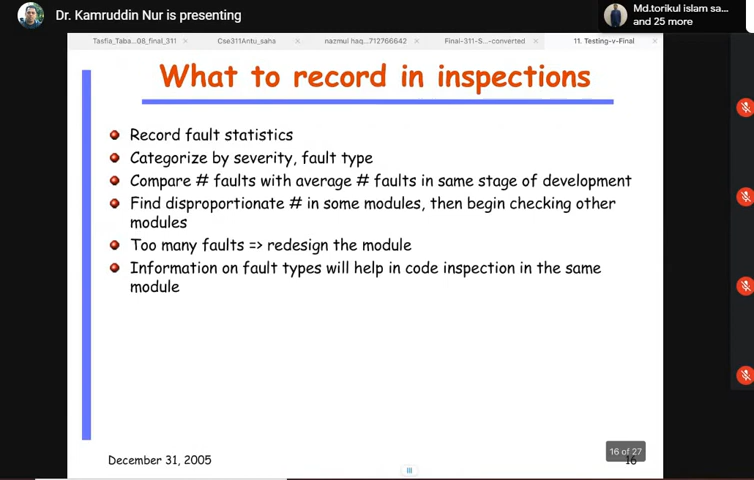 Dr. Kamruddin Nur is presenting
Md.torikul islam sa...
and 25 more
Tasfia_Taba...08_final_311
Cse311Antu_saha
nazmul haq...712766642
Final-311-S...-converted
11. Testing-v-Final
What to record in inspections
Record fault statistics
Categorize by severity, fault type
Compare # faults with average # faults in same stage of development
Find disproportionate # in some modules, then begin checking other
modules
Too many faults => redesign the module
Information on fault types will help in code inspection in the same
module
December 31, 2005
16 of 27
16